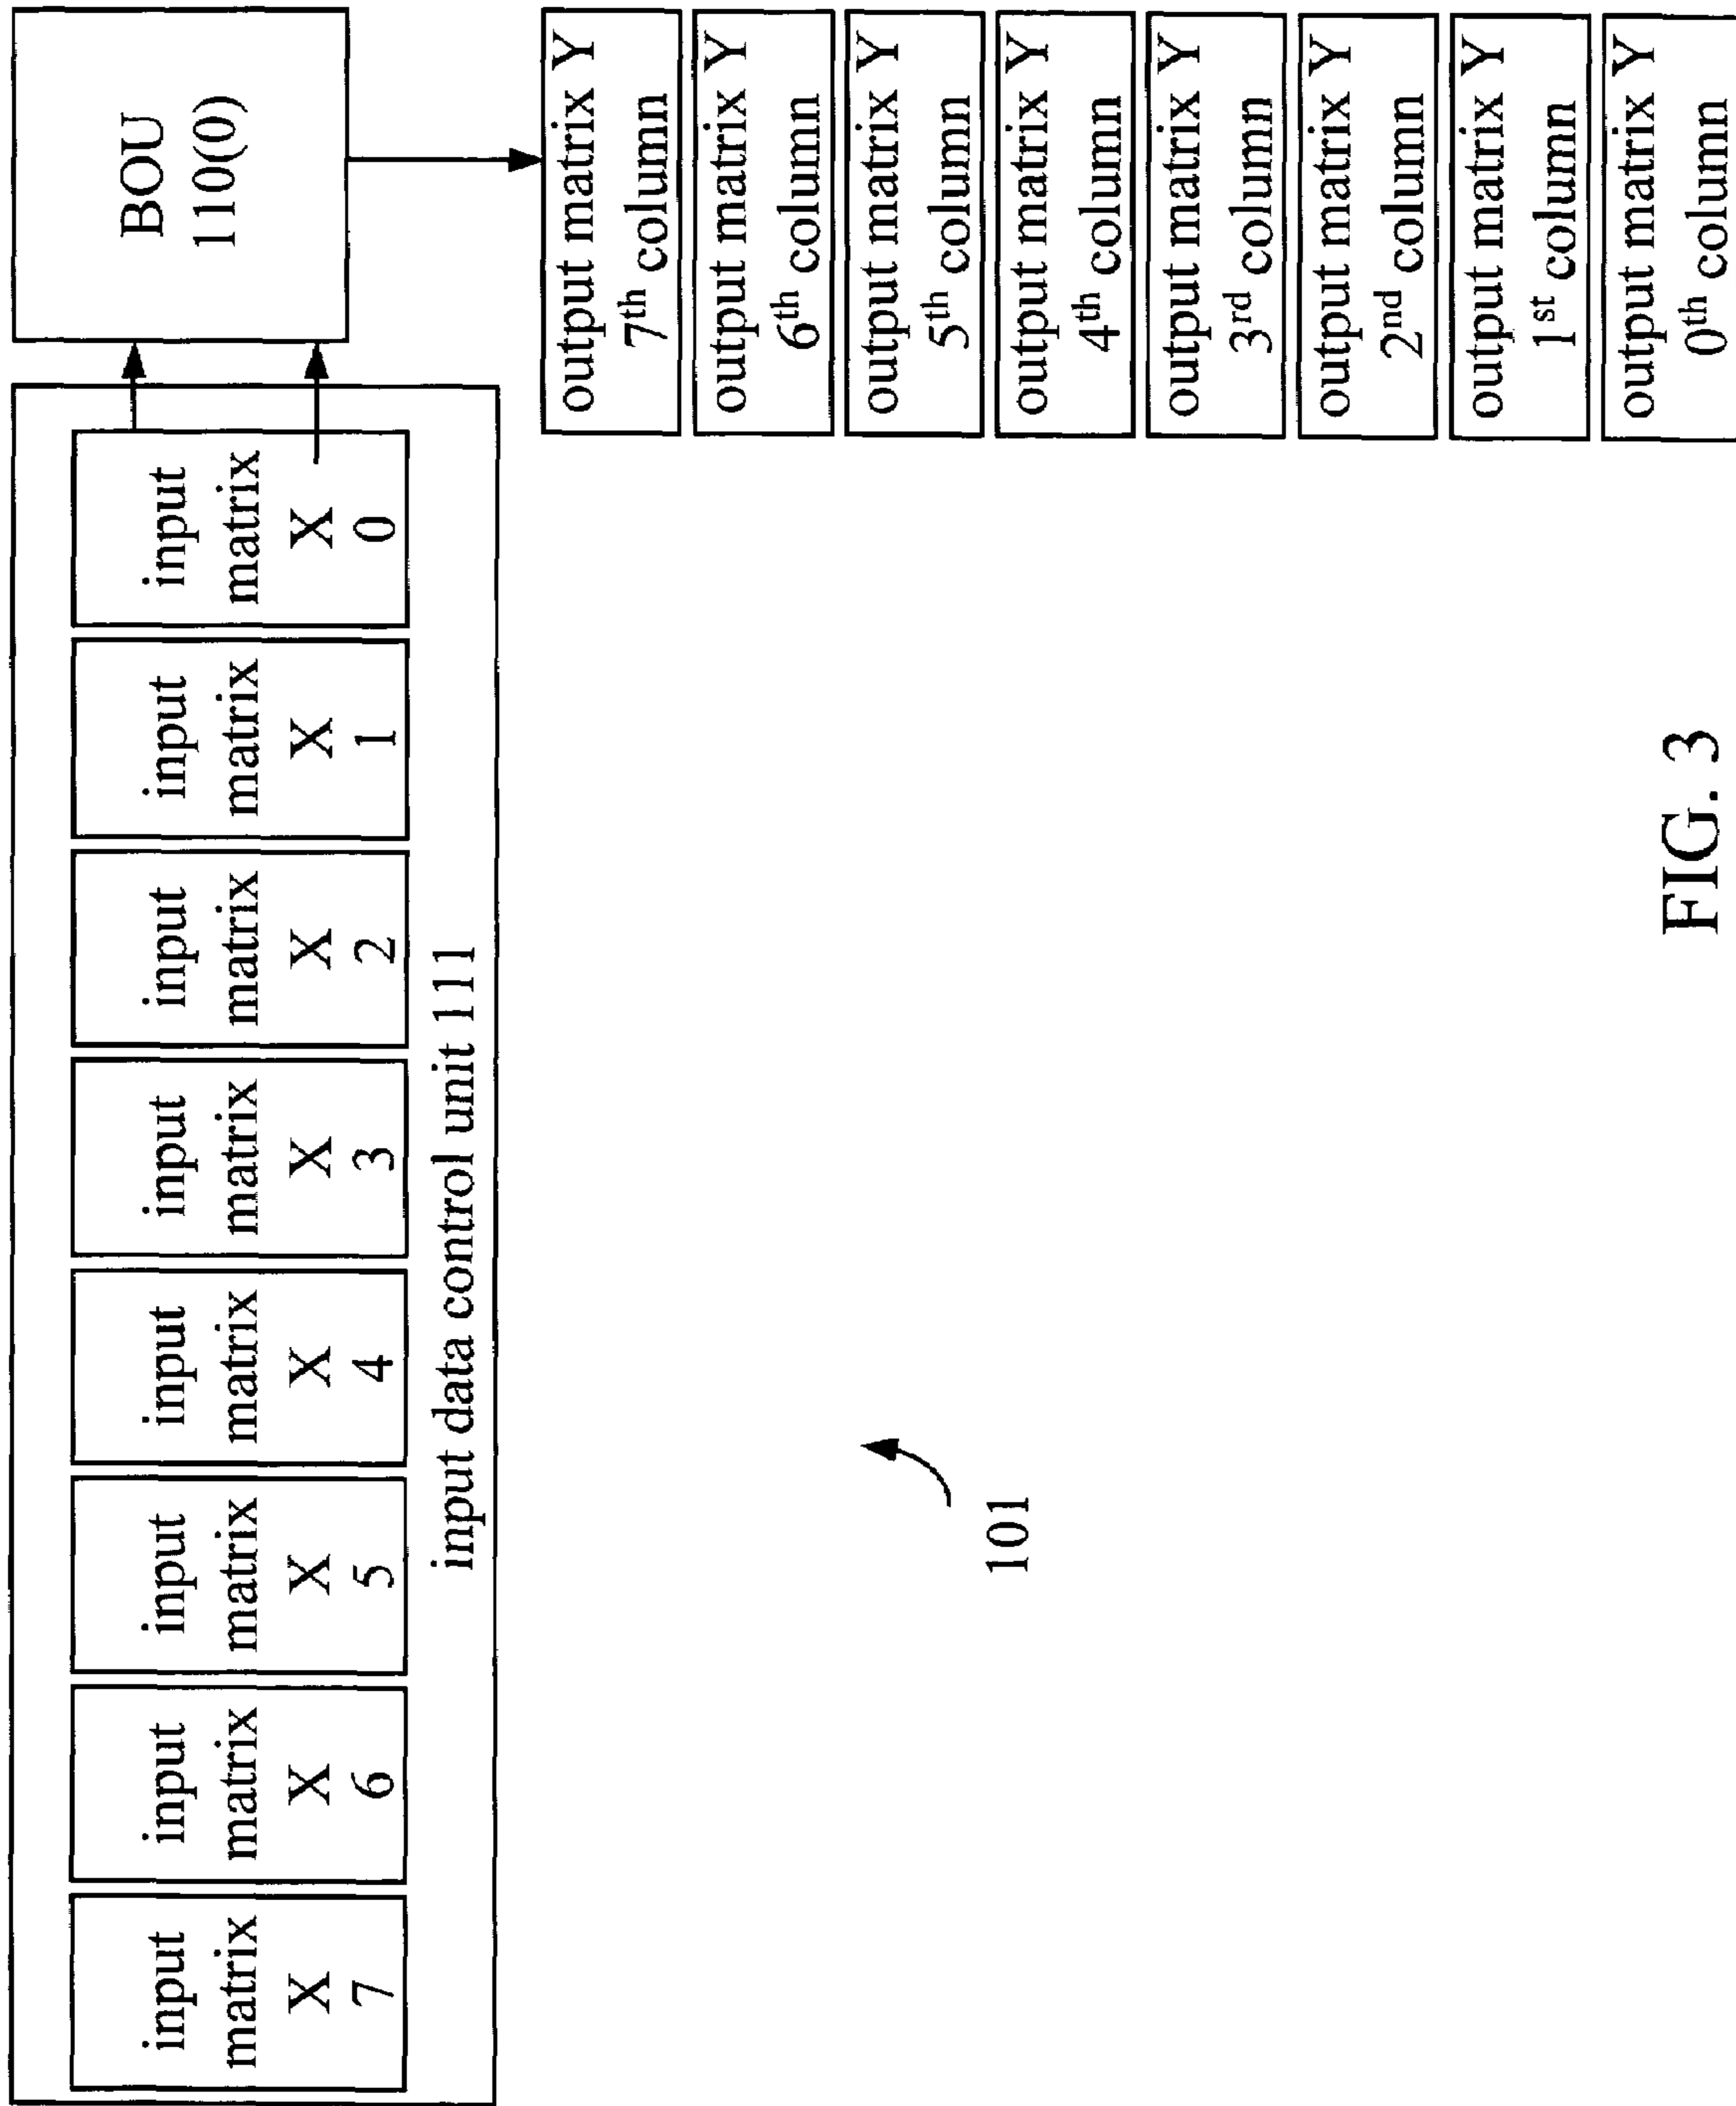 input
matrix
X
7
input
matrix
X
6
input
matrix
X
5
input
matrix
X
4
input
matrix
X
3
input
matrix
X
2
input
matrix
X
1
input
matrix
X
0
input data control unit 111
BOU
110(0)
output matrix Y
7th column
output matrix Y
6th column
output matrix Y
5th column
output matrix Y
4th column
output matrix Y
3rd column
output matrix Y
2nd column
output matrix Y
1st column
output matrix Y
0th column
101
FIG. 3